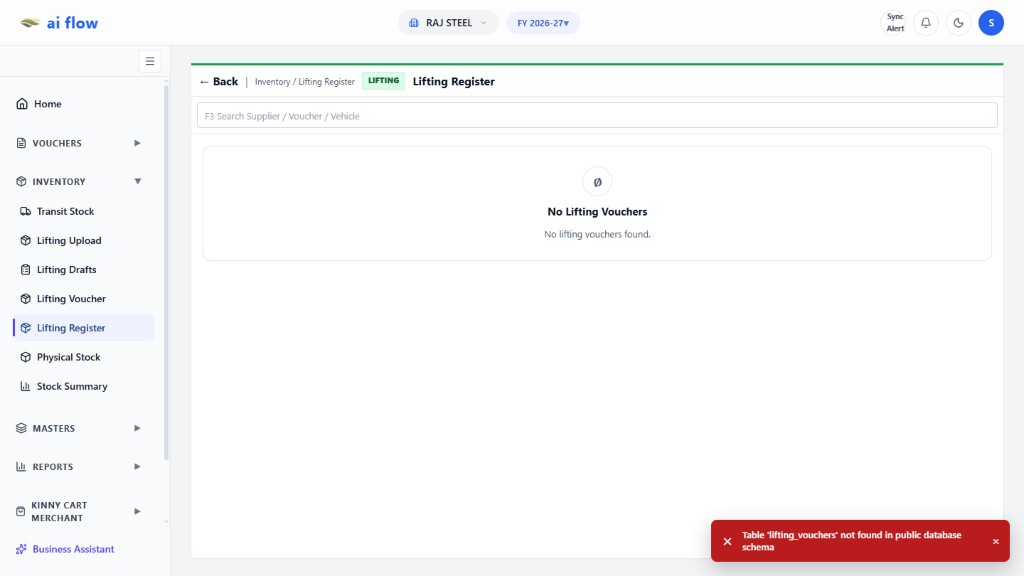 ai flow
RAJ STEEL
FY 2026-27▾
Sync
Alert
S
Home
VOUCHERS
INVENTORY
Transit Stock
Lifting Upload
Lifting Drafts
Lifting Voucher
Lifting Register
Physical Stock
Stock Summary
MASTERS
REPORTS
KINNY CART
MERCHANT
Business Assistant
← Back | Inventory / Lifting Register LIFTING Lifting Register
F3 Search Supplier / Voucher / Vehicle
Ø
No Lifting Vouchers
No lifting vouchers found.
Table 'lifting_vouchers' not found in public database
schema